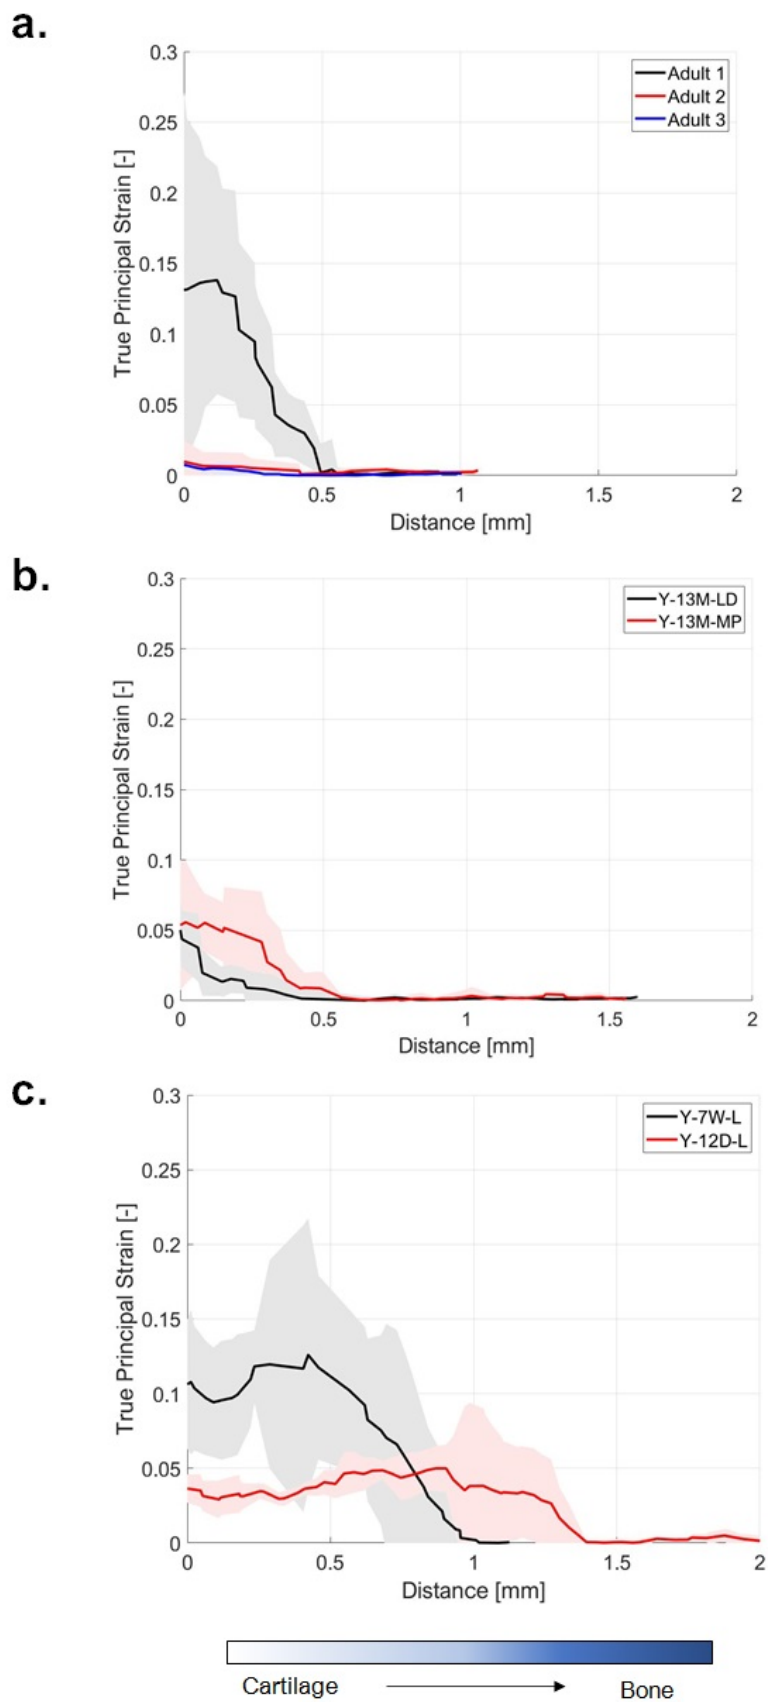 a.
0.3
0.25
0.2
0.15
0.1
0.05
0
True Principal Strain [-]
Adult 1
Adult 2
Adult 3
0 0.5 1 1.5 2
Distance [mm]
b.
0.3
0.25
0.2
0.15
0.1
0.05
0
True Principal Strain [-]
Y-13M-LD
Y-13M-MP
0 0.5 1 1.5 2
Distance [mm]
c.
0.3
0.25
0.2
0.15
0.1
0.05
0
True Principal Strain [-]
Y-7W-L
Y-12D-L
0 0.5 1 1.5 2
Distance [mm]
Cartilage Bone